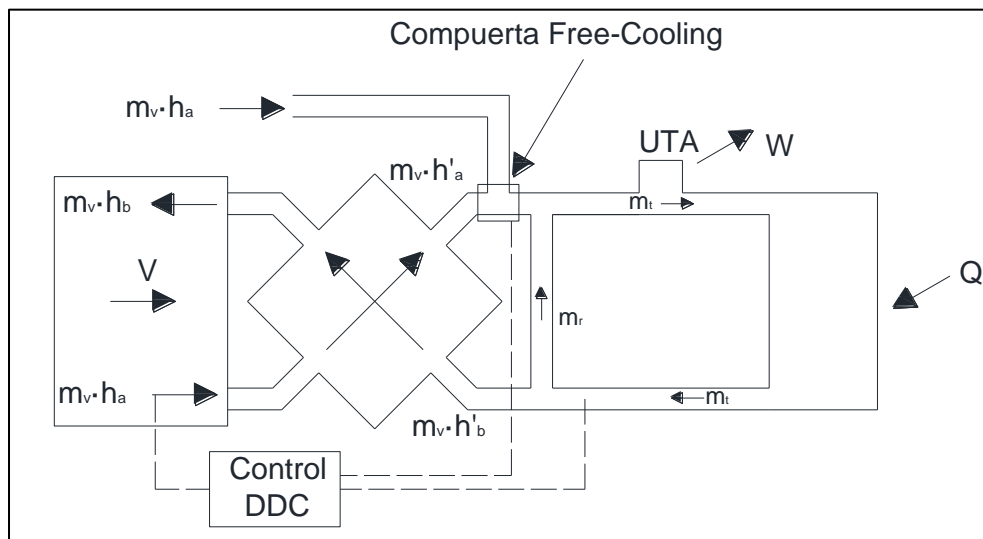 Compuerta Free-Cooling
mv·ha
mv·h'a
UTA
W
mv·hb
mt
V
Q
mr
mv·ha
mt
mv·h'b
Control
DDC